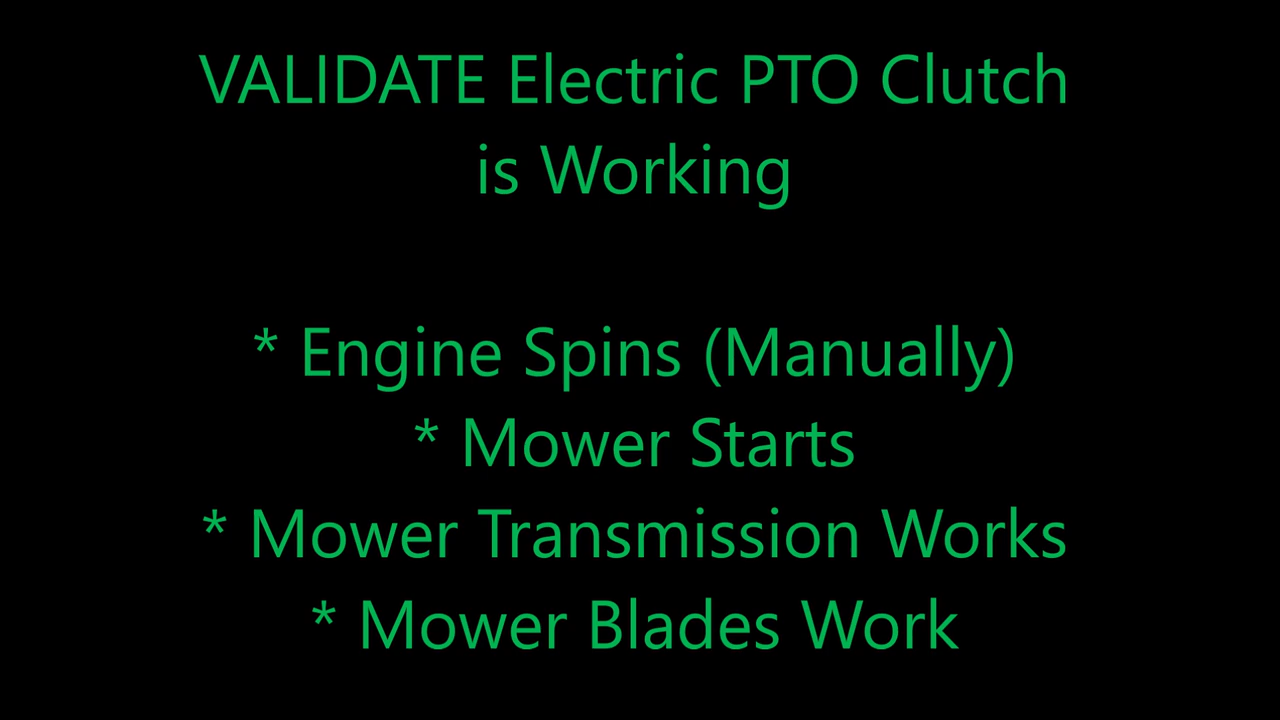 VALIDATE Electric PTO Clutch
is Working
* Engine Spins (Manually)
* Mower Starts
* Mower Transmission Works
* Mower Blades Work